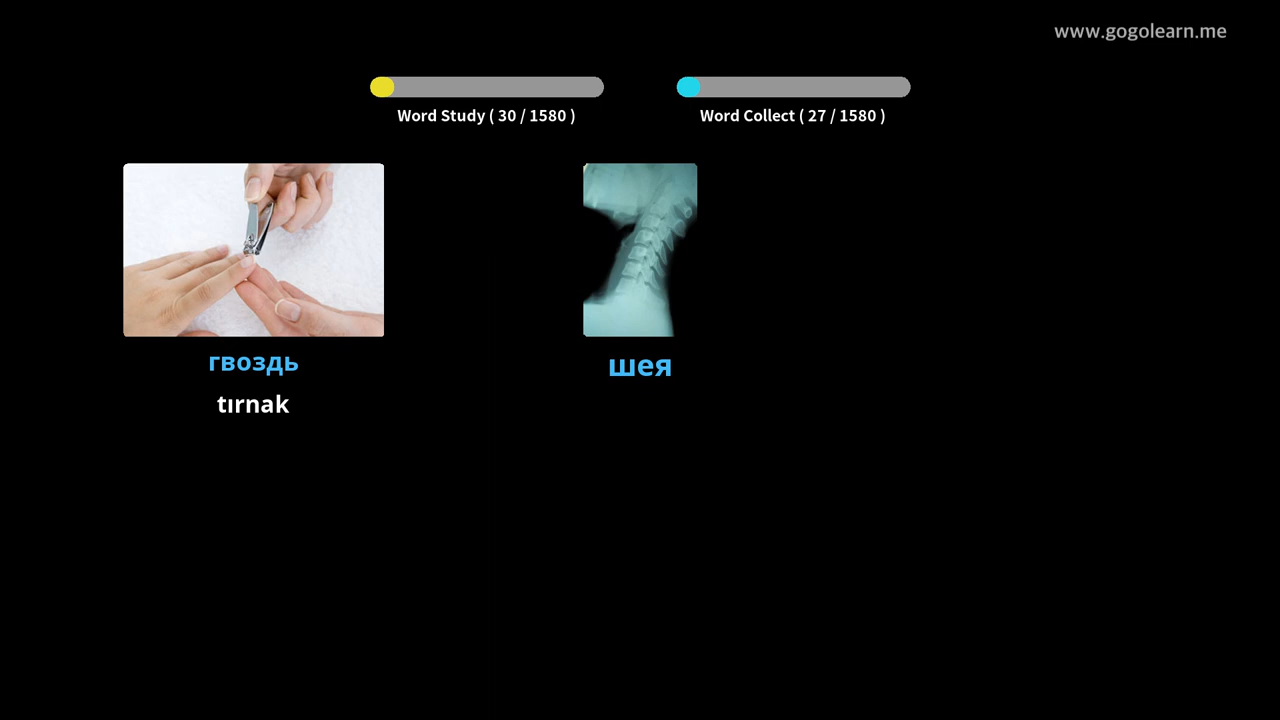 www.gogolearn.me
Word Study ( 30 / 1580 )
Word Collect ( 27 / 1580 )
гвоздь
tırnak
шея